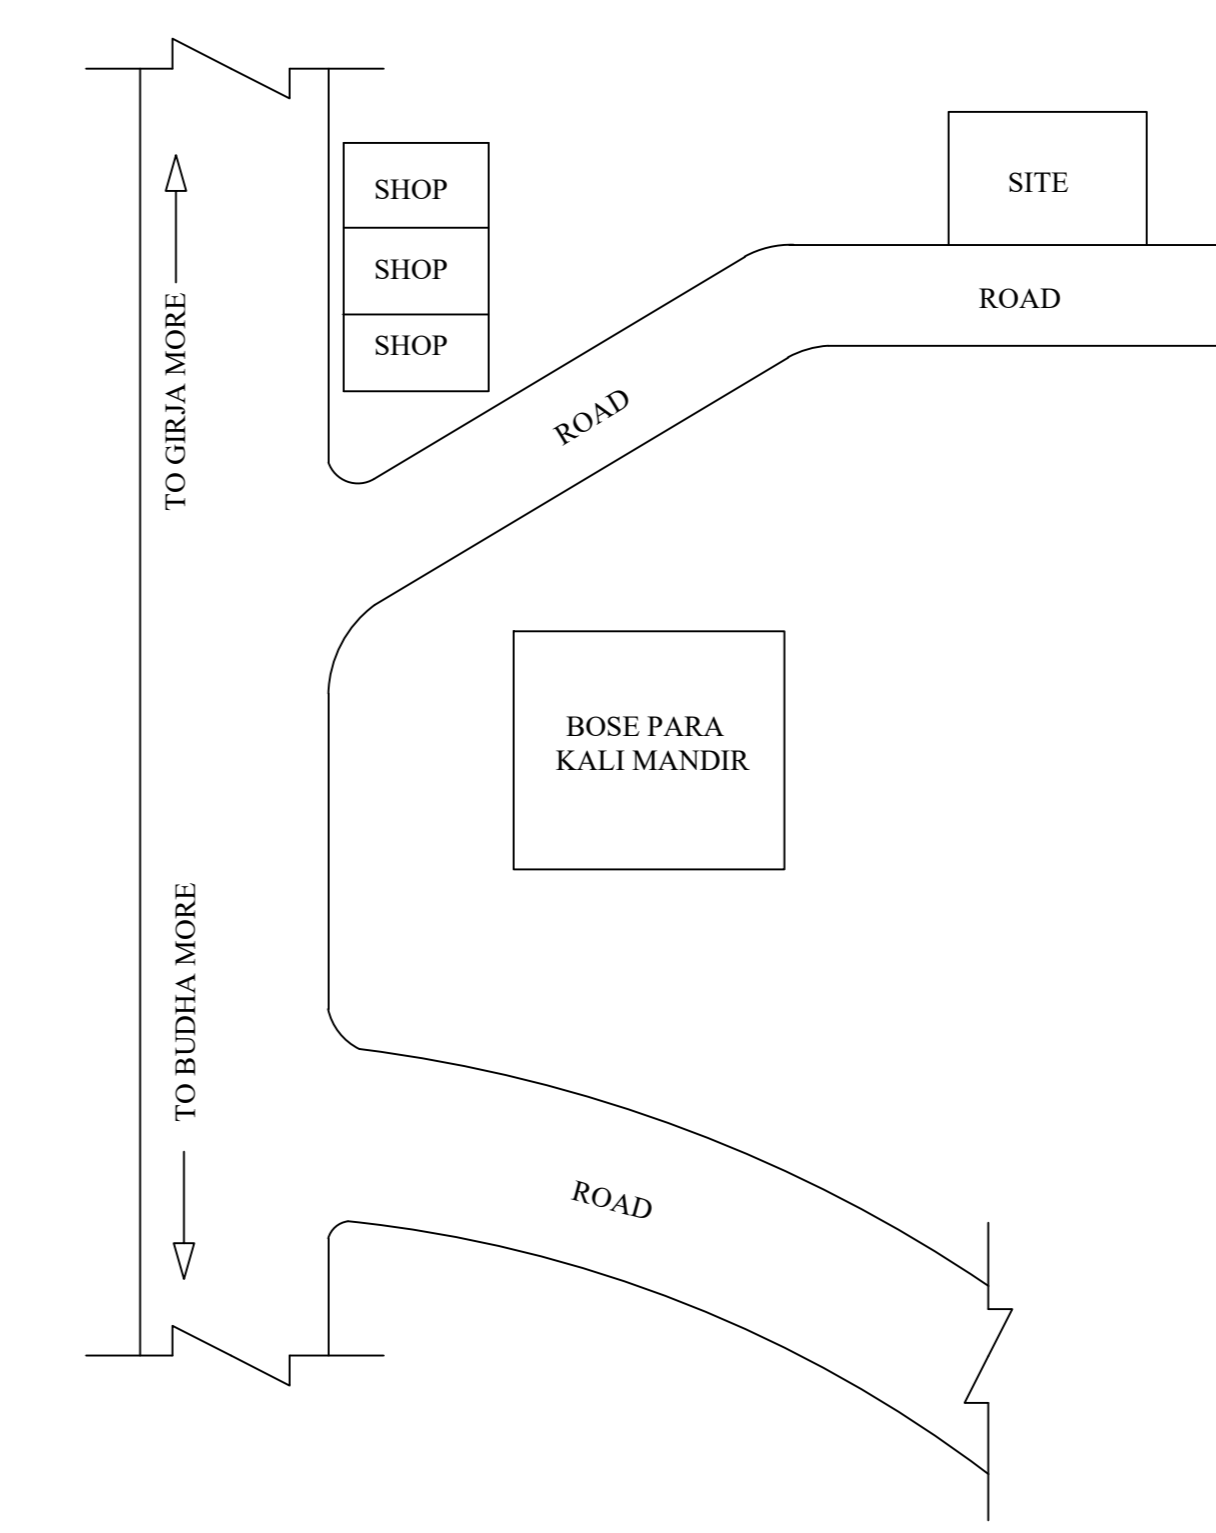 SHOP
SITE
SHOP
ROAD
SHOP
TO GIRJA MORE
ROAD
BOSE PARA
KALI MANDIR
TO BUDHA MORE
ROAD